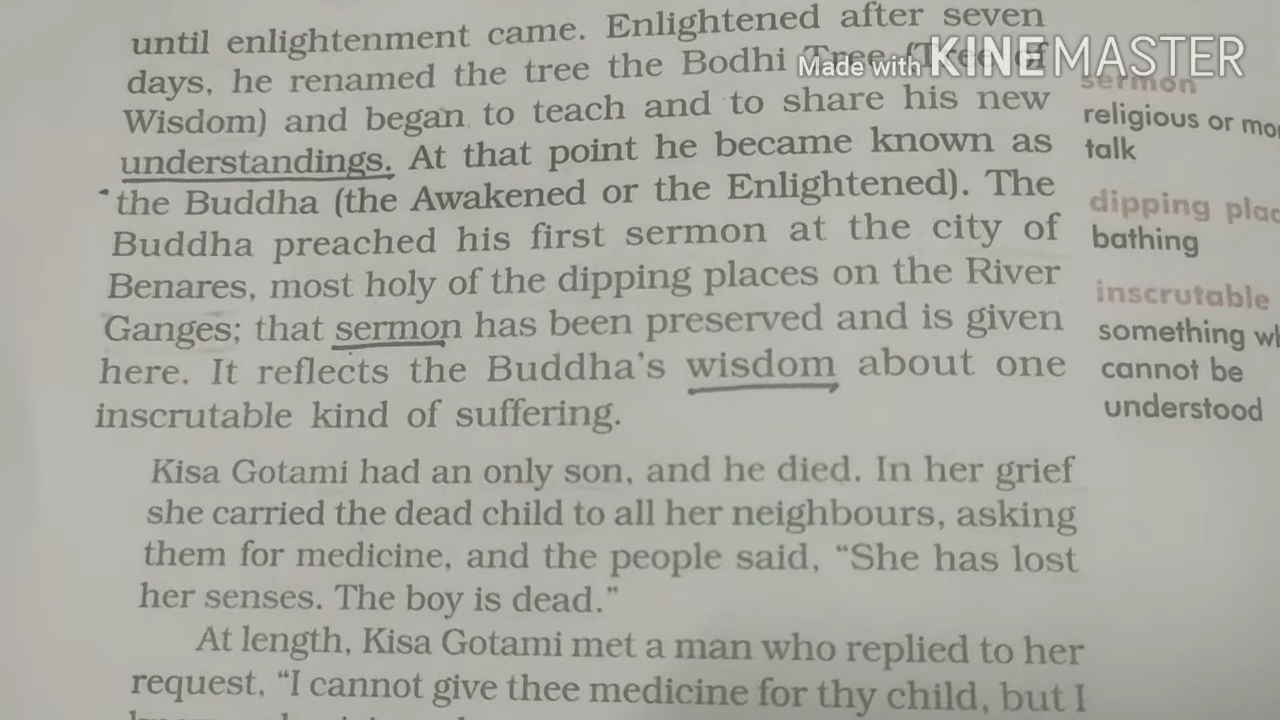 until enlightenment came. Enlightened after seven
days, he renamed the tree the Bodhi Tree (Tree of
Wisdom) and began to teach and to share his new
understandings. At that point he became known as
the Buddha (the Awakened or the Enlightened). The
Buddha preached his first sermon at the city of
Benares, most holy of the dipping places on the River
Ganges; that sermon has been preserved and is given
here. It reflects the Buddha's wisdom about one
inscrutable kind of suffering.
Kisa Gotami had an only son, and he died. In her grief
she carried the dead child to all her neighbours, asking
them for medicine, and the people said, “She has lost
her senses. The boy is dead.”
At length, Kisa Gotami met a man who replied to her
request, “I cannot give thee medicine for thy child, but I
Made with KINEMASTER
sermon
religious or
talk
dipping
bathing
inscrutable
something
cannot be
understood